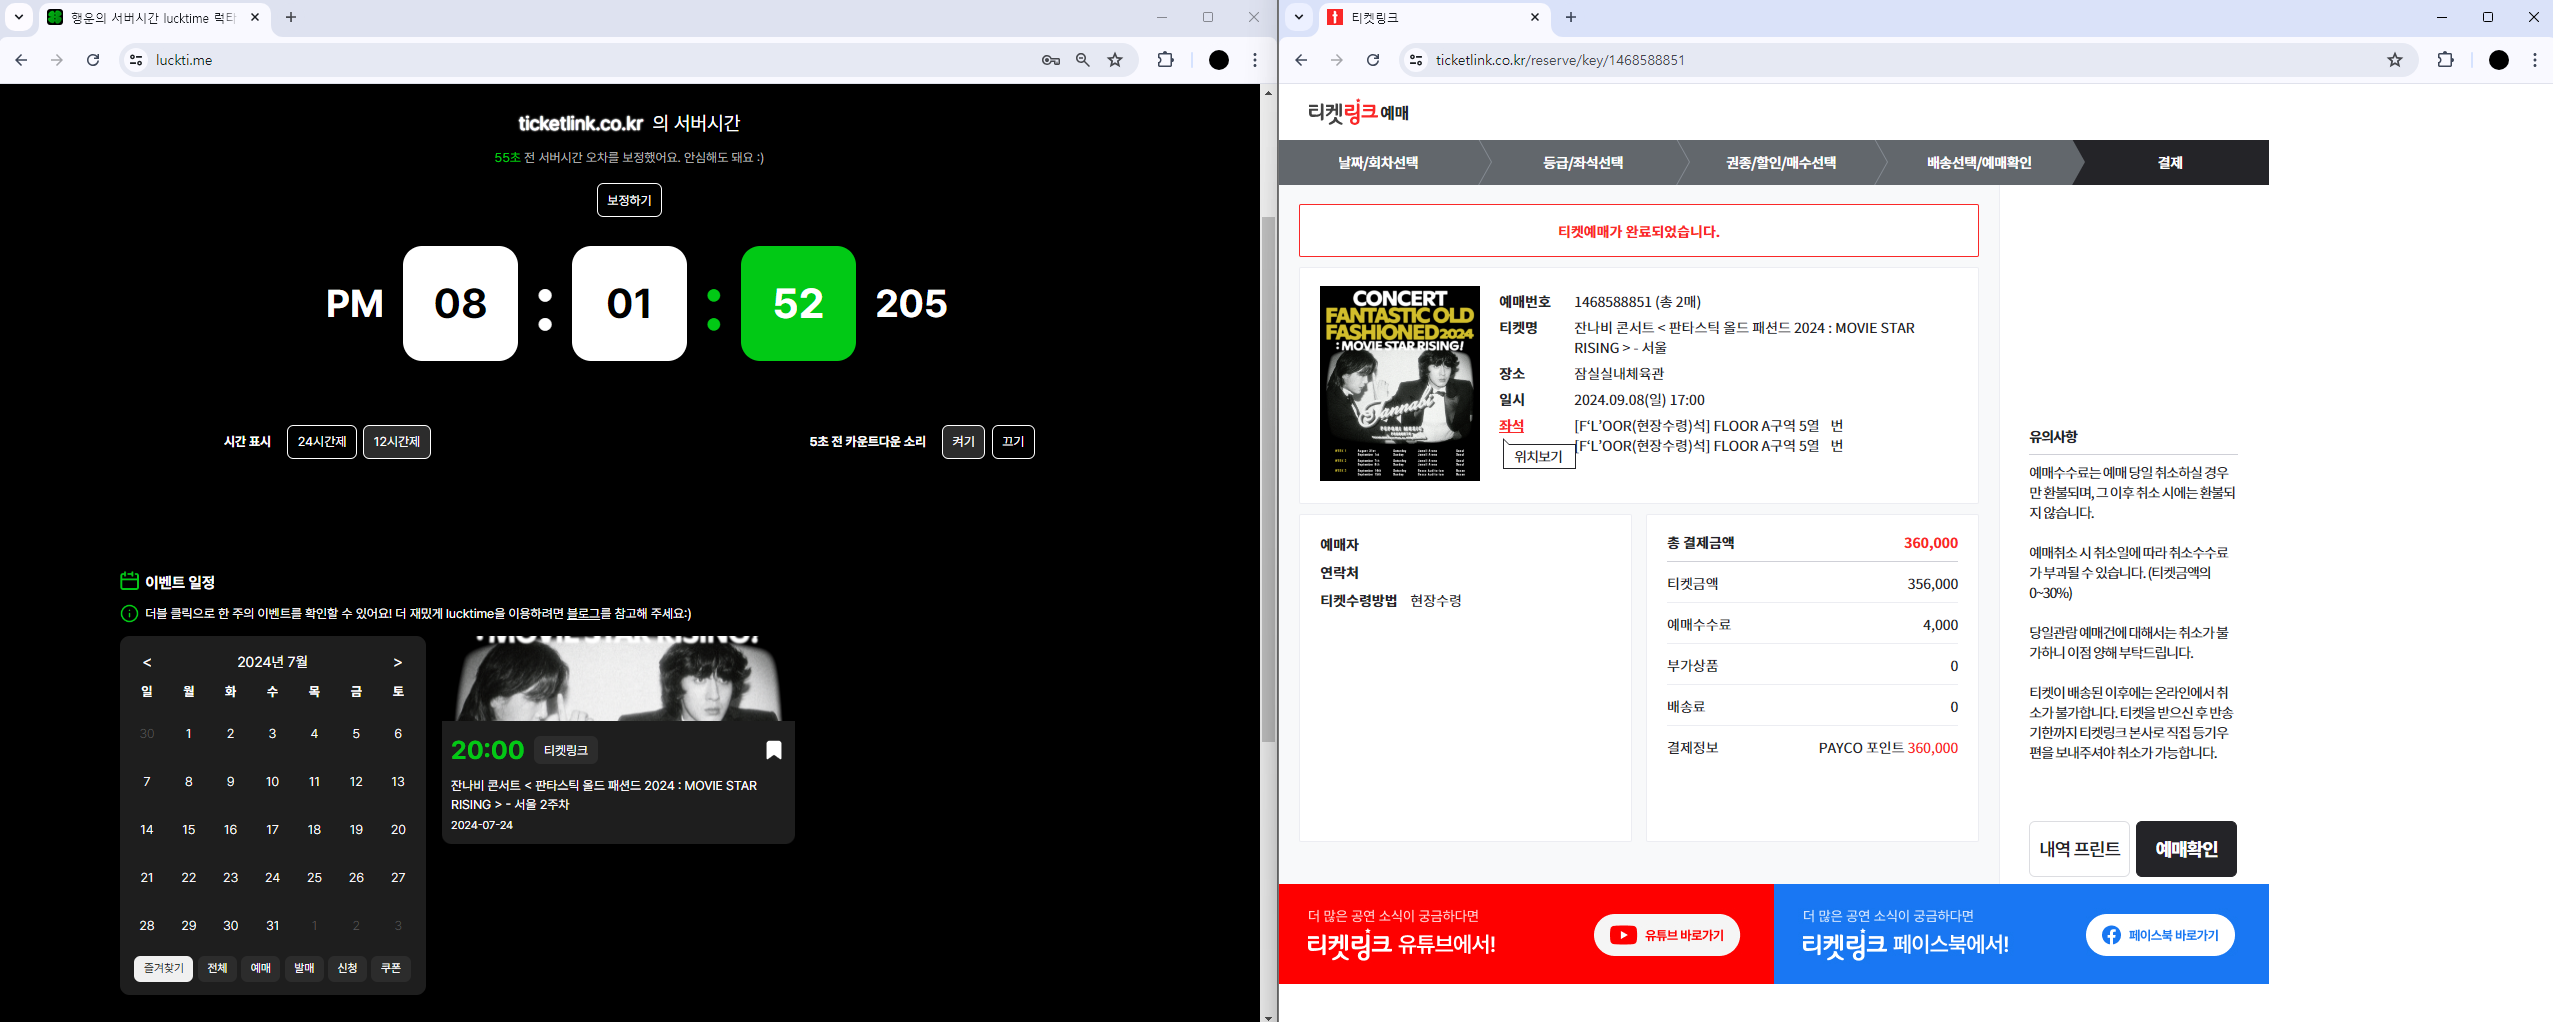 행운의 서버시간 lucktime 럭타
luckti.me
ticketlink.co.kr 의 서버시간
55초 전 서버시간 오차를 보정했어요. 안심해도 돼요 :)
보정하기
PM 08 : 01 : 52 205
시간 표시 24시간제 12시간제
5초 전 카운트다운 소리 켜기 끄기
이벤트 일정
더블 클릭으로 한 주의 이벤트를 확인할 수 있어요! 더 재밌게 lucktime을 이용하려면 블로그를 참고해 주세요:)
< 2024년 7월 >
일 월 화 수 목 금 토
30 1 2 3 4 5 6
7 8 9 10 11 12 13
14 15 16 17 18 19 20
21 22 23 24 25 26 27
28 29 30 31 1 2 3
즐겨찾기 전체 예매 발매 신청 쿠폰
: MOVIE STAR RISING!
20:00 티켓링크
잔나비 콘서트 < 판타스틱 올드 패션드 2024 : MOVIE STAR
RISING > - 서울 2주차
2024-07-24
티켓링크
ticketlink.co.kr/reserve/key/1468588851
티켓링크 예매
날짜/회차선택 등급/좌석선택 권종/할인/매수선택 배송선택/예매확인 결제
티켓예매가 완료되었습니다.
CONCERT
FANTASTIC OLD
FASHIONED2024
: MOVIE STAR RISING!
Jannabi
예매번호 1468588851 (총 2매)
티켓명 잔나비 콘서트 < 판타스틱 올드 패션드 2024 : MOVIE STAR
RISING > - 서울
장소 잠실실내체육관
일시 2024.09.08(일) 17:00
좌석 [F‘L’OOR(현장수령)석] FLOOR A구역 5열 번
[F‘L’OOR(현장수령)석] FLOOR A구역 5열 번
위치보기
예매자
연락처
티켓수령방법 현장수령
총 결제금액 360,000
티켓금액 356,000
예매수수료 4,000
부가상품 0
배송료 0
결제정보 PAYCO 포인트 360,000
유의사항
예매수수료는 예매 당일 취소하실 경우
만 환불되며, 그 이후 취소 시에는 환불되
지 않습니다.
예매취소 시 취소일에 따라 취소수수료
가 부과될 수 있습니다. (티켓금액의
0~30%)
당일관람 예매건에 대해서는 취소가 불
가하니 이점 양해 부탁드립니다.
티켓이 배송된 이후에는 온라인에서 취
소가 불가합니다. 티켓을 받으신 후 반송
기한까지 티켓링크 본사로 직접 등기우
편을 보내주셔야 취소가 가능합니다.
내역 프린트 예매확인
더 많은 공연 소식이 궁금하다면
티켓링크 유튜브에서!
유튜브 바로가기
더 많은 공연 소식이 궁금하다면
티켓링크 페이스북에서!
페이스북 바로가기